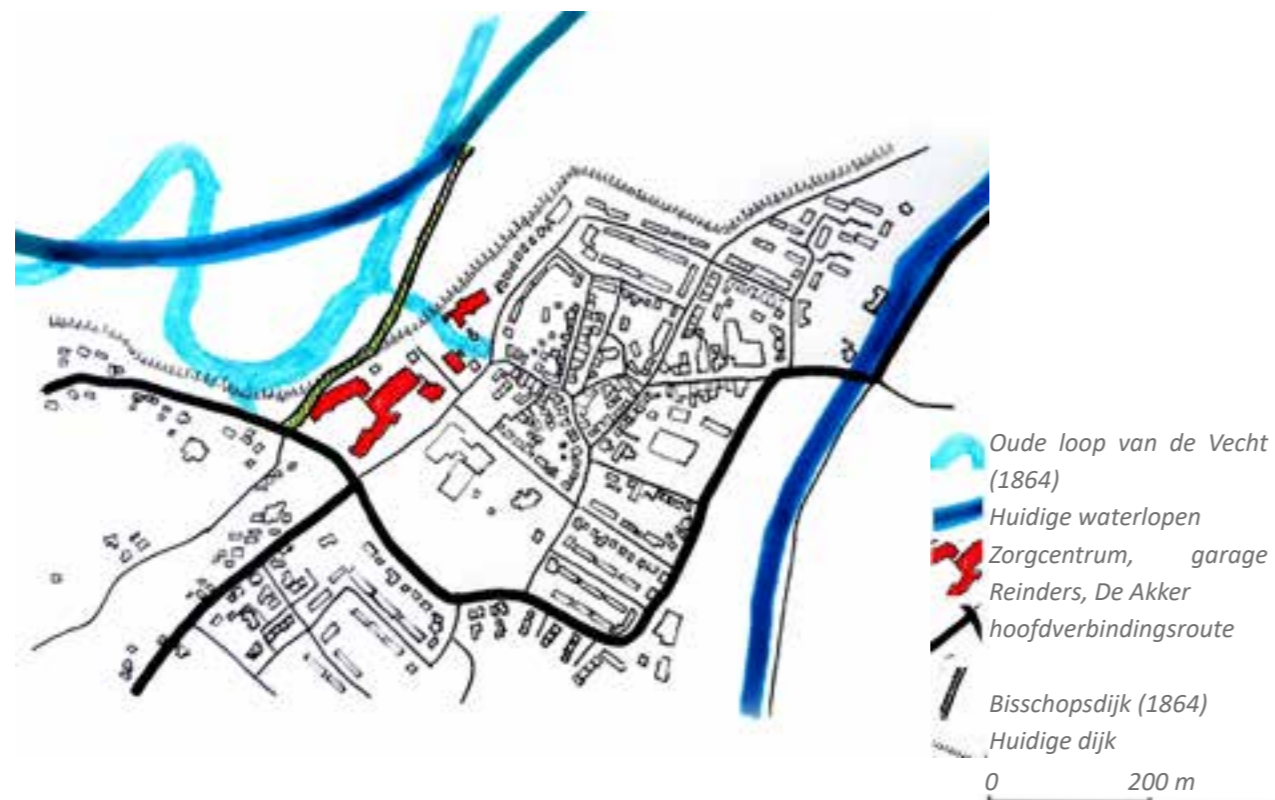 Oude loop van de Vecht
(1864)
Huidige waterlopen
Zorgcentrum, garage
Reinders, De Akker
hoofdverbindingsroute
Bisschopsdijk (1864)
Huidige dijk
0 200 m